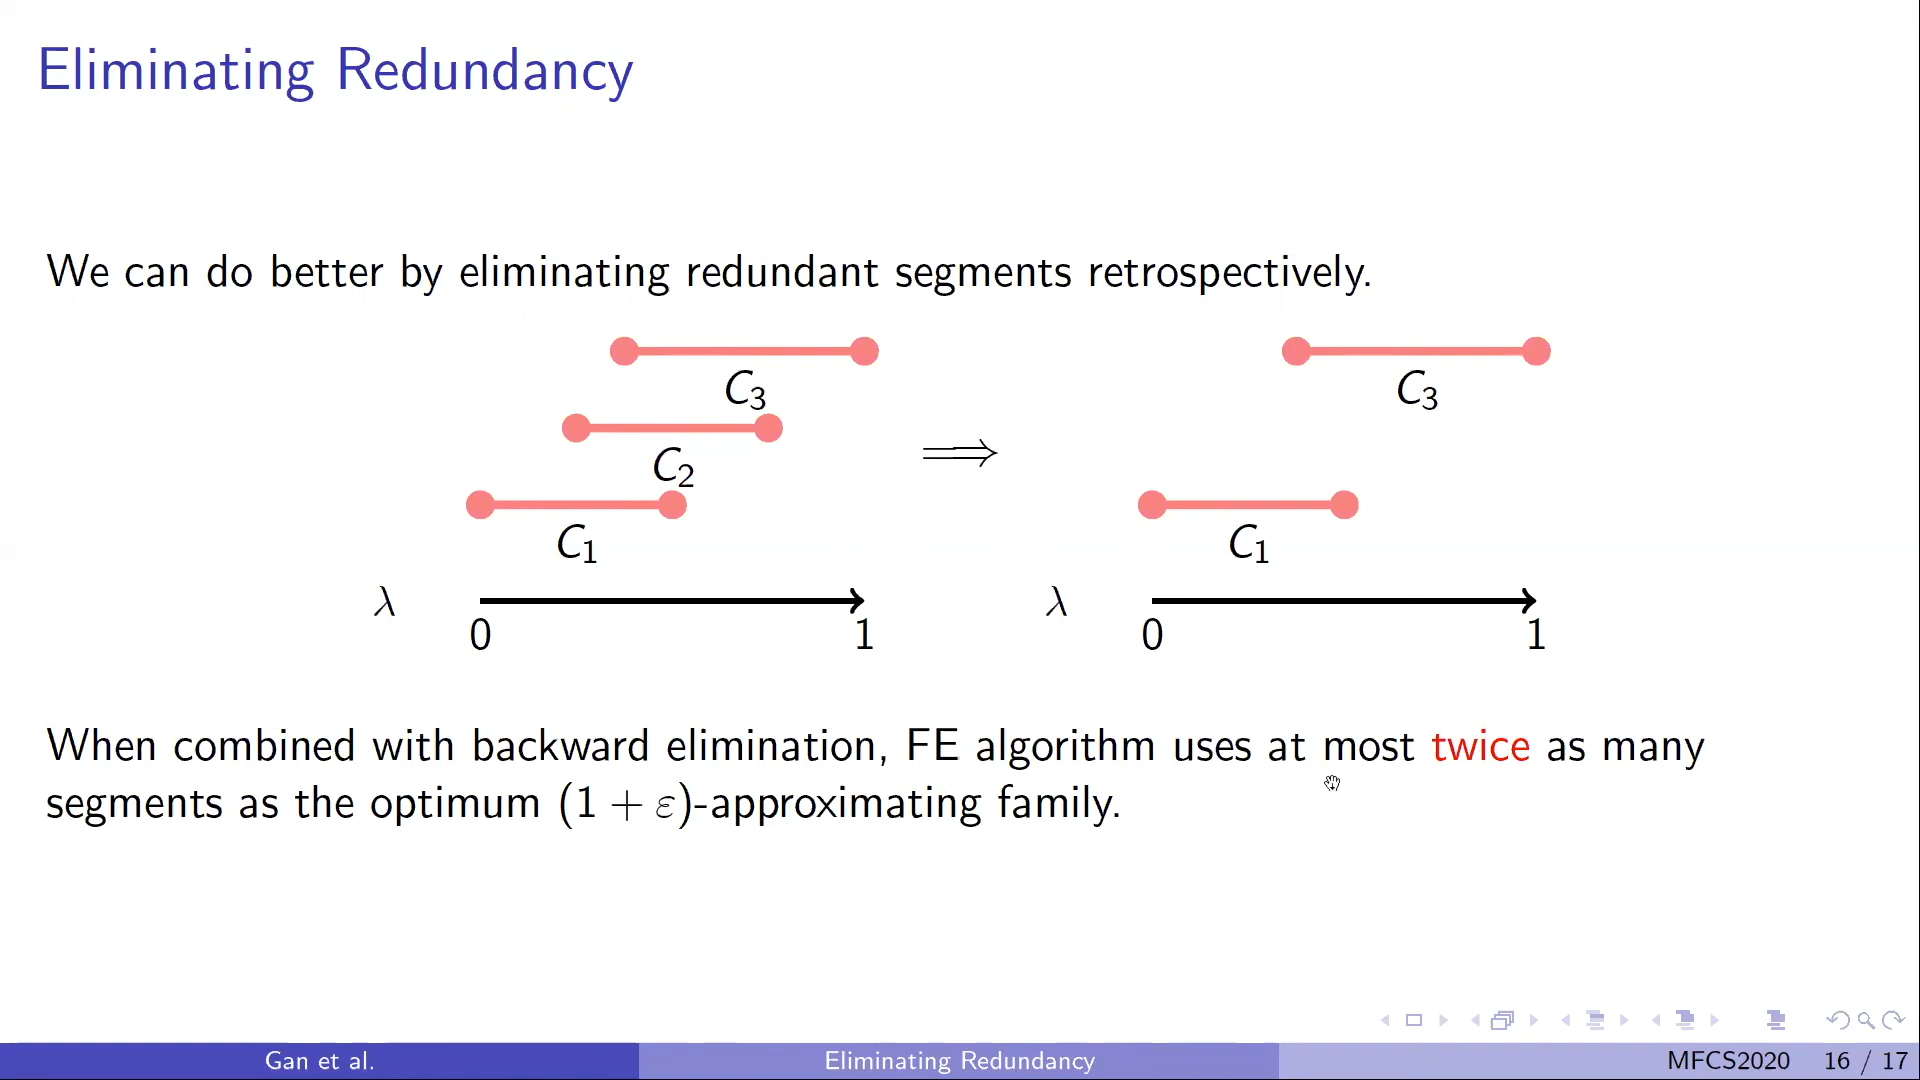 Eliminating Redundancy
We can do better by eliminating redundant segments retrospectively.
C₃
C₂
C₁
λ
0 1
⟹
C₃
C₁
λ
0 1
When combined with backward elimination, FE algorithm uses at most twice as many
segments as the optimum (1 + ε)-approximating family.
Gan et al. Eliminating Redundancy MFCS2020 16 / 17